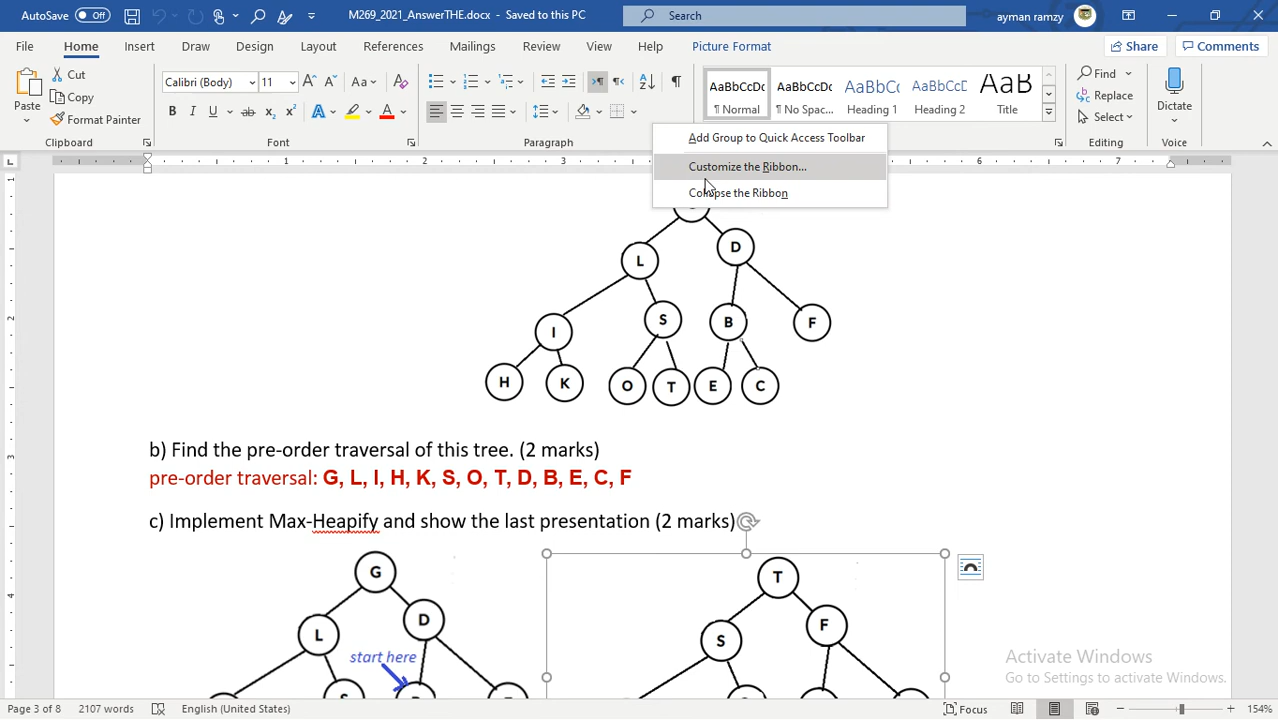 AutoSave Off M269_2021_AnswerTHE.docx - Saved to this PC Search ayman ramzy
File Home Insert Draw Design Layout References Mailings Review View Help Picture Format Share Comments
Paste
Cut
Copy
Format Painter
Clipboard
Calibri (Body) 11
Font
Paragraph
AaBbCcDc
¶ Normal
AaBbCcDc
¶ No Spac...
AaBbCcD
Heading 1
AaBbCcD
Heading 2
AaB
Title
Find
Replace
Select
Editing
Dictate
Voice
Add Group to Quick Access Toolbar
Customize the Ribbon...
Collapse the Ribbon
1 2 3
L D
I S B F
H K O T E C
b) Find the pre-order traversal of this tree. (2 marks)
pre-order traversal: G, L, I, H, K, S, O, T, D, B, E, C, F
c) Implement Max-Heapify and show the last presentation (2 marks)
G T
L D S F
start here
Activate Windows
Go to Settings to activate Windows.
Page 3 of 8 2107 words English (United States) Focus 154%